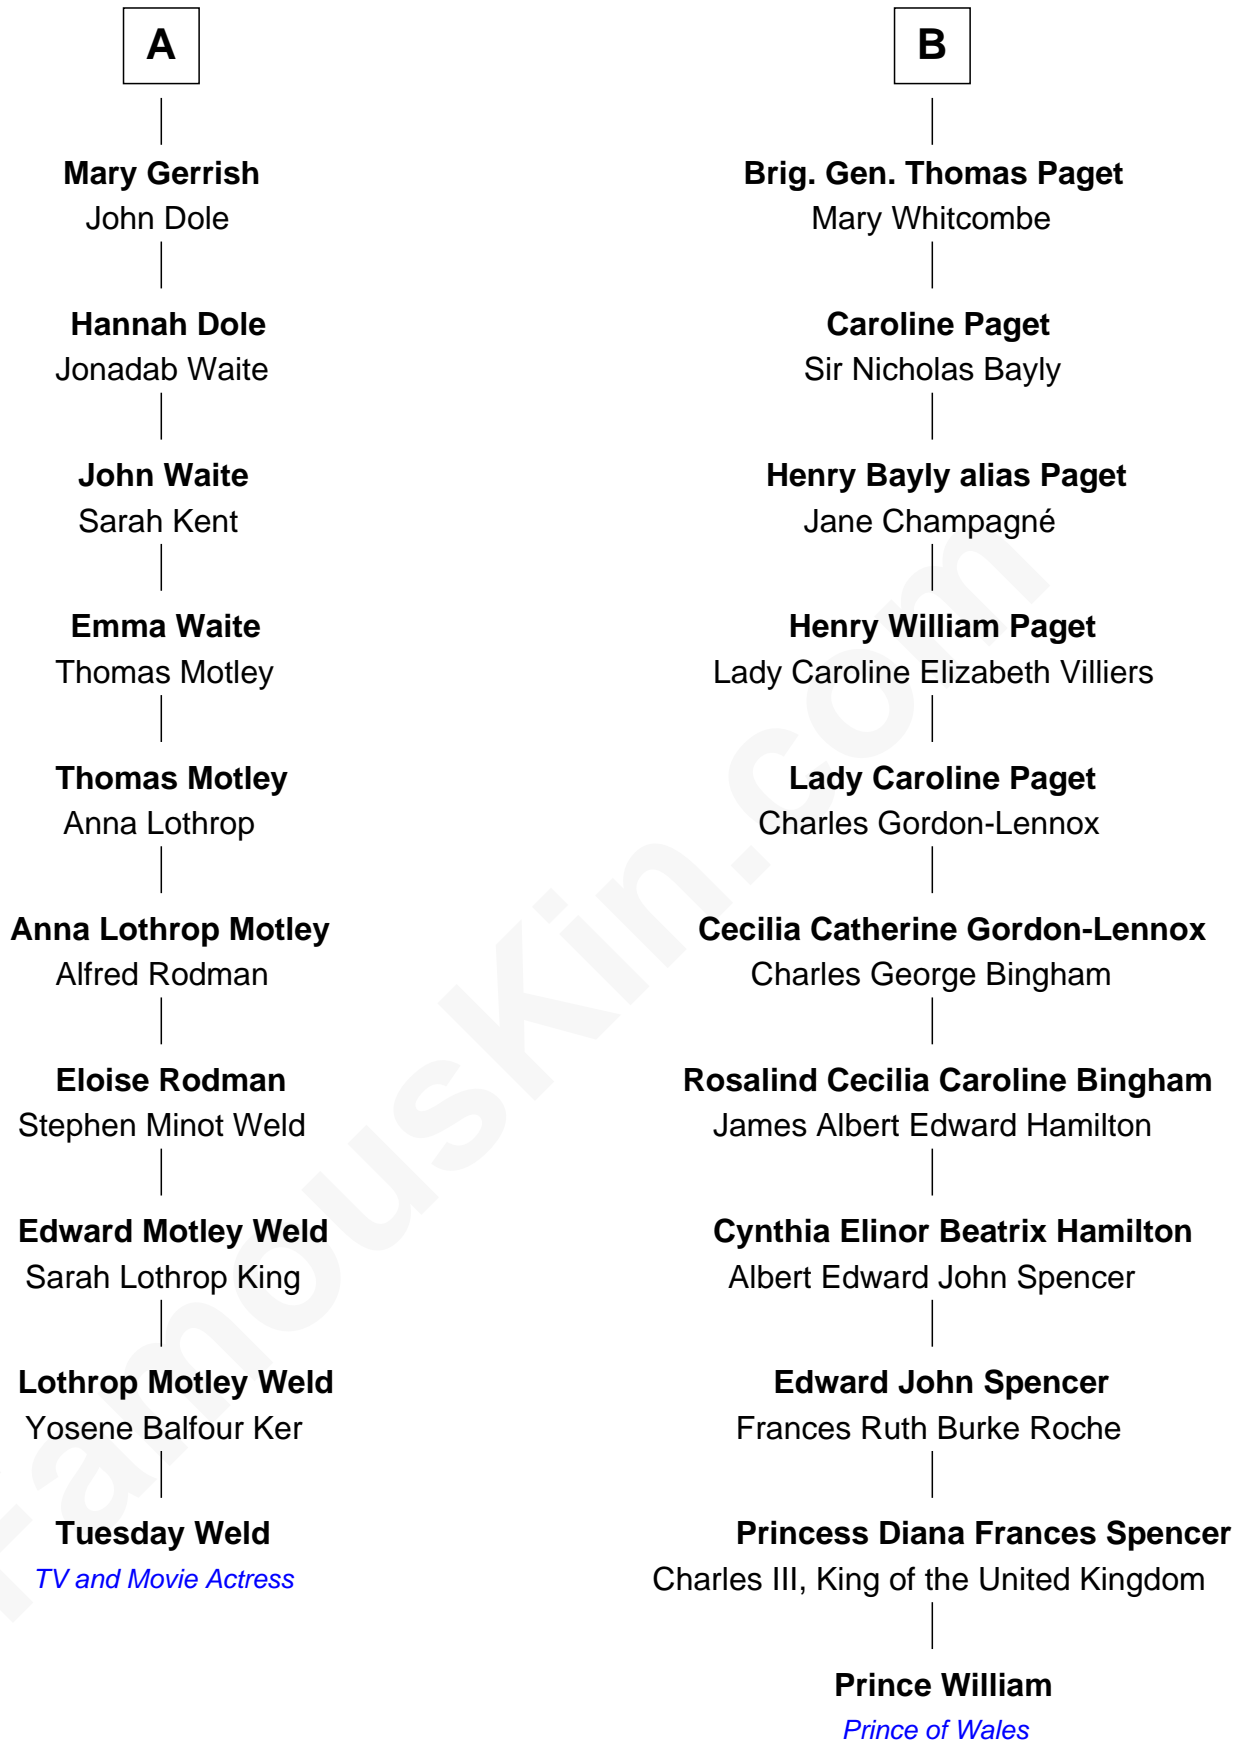 A
Mary Gerrish
John Dole
Hannah Dole
Jonadab Waite
John Waite
Sarah Kent
Emma Waite
Thomas Motley
Thomas Motley
Anna Lothrop
Anna Lothrop Motley
Alfred Rodman
Eloise Rodman
Stephen Minot Weld
Edward Motley Weld
Sarah Lothrop King
Lothrop Motley Weld
Yosene Balfour Ker
Tuesday Weld
TV and Movie Actress
B
Brig. Gen. Thomas Paget
Mary Whitcombe
Caroline Paget
Sir Nicholas Bayly
Henry Bayly alias Paget
Jane Champagné
Henry William Paget
Lady Caroline Elizabeth Villiers
Lady Caroline Paget
Charles Gordon-Lennox
Cecilia Catherine Gordon-Lennox
Charles George Bingham
Rosalind Cecilia Caroline Bingham
James Albert Edward Hamilton
Cynthia Elinor Beatrix Hamilton
Albert Edward John Spencer
Edward John Spencer
Frances Ruth Burke Roche
Princess Diana Frances Spencer
Charles III, King of the United Kingdom
Prince William
Prince of Wales
FamousKin.com